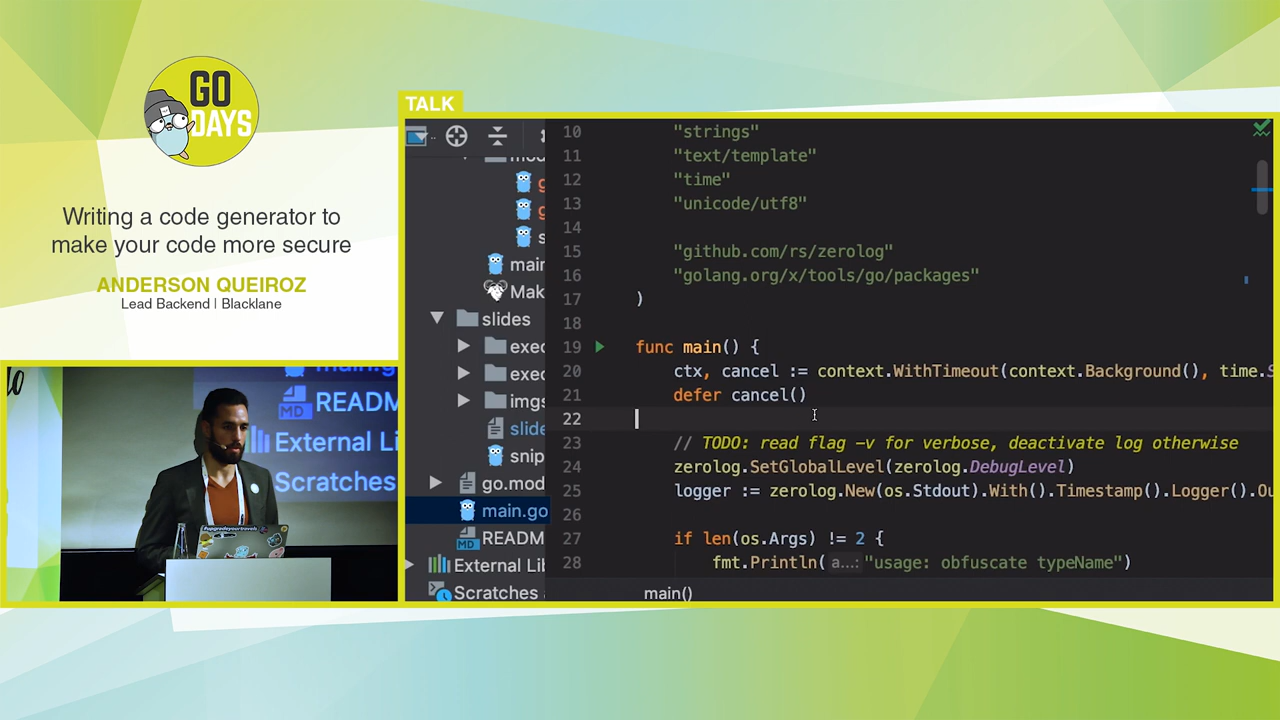 GO
DAYS
Writing a code generator to
make your code more secure
ANDERSON QUEIROZ
Lead Backend | Blacklane
TALK
mai
Mak
slides
exec
exec
imgs
slide
snip
go.mod
main.go
READM
External Lib
Scratches
10 "strings"
11 "text/template"
12 "time"
13 "unicode/utf8"
14
15 "github.com/rs/zerolog"
16 "golang.org/x/tools/go/packages"
17 )
18
19 func main() {
20 ctx, cancel := context.WithTimeout(context.Background(), time.S
21 defer cancel()
22
23 // TODO: read flag -v for verbose, deactivate log otherwise
24 zerolog.SetGlobalLevel(zerolog.DebugLevel)
25 logger := zerolog.New(os.Stdout).With().Timestamp().Logger().Ou
26
27 if len(os.Args) != 2 {
28 fmt.Println( a...: "usage: obfuscate typeName")
main()
MD READM
External Li
Scratches
#upgradeyourtravels